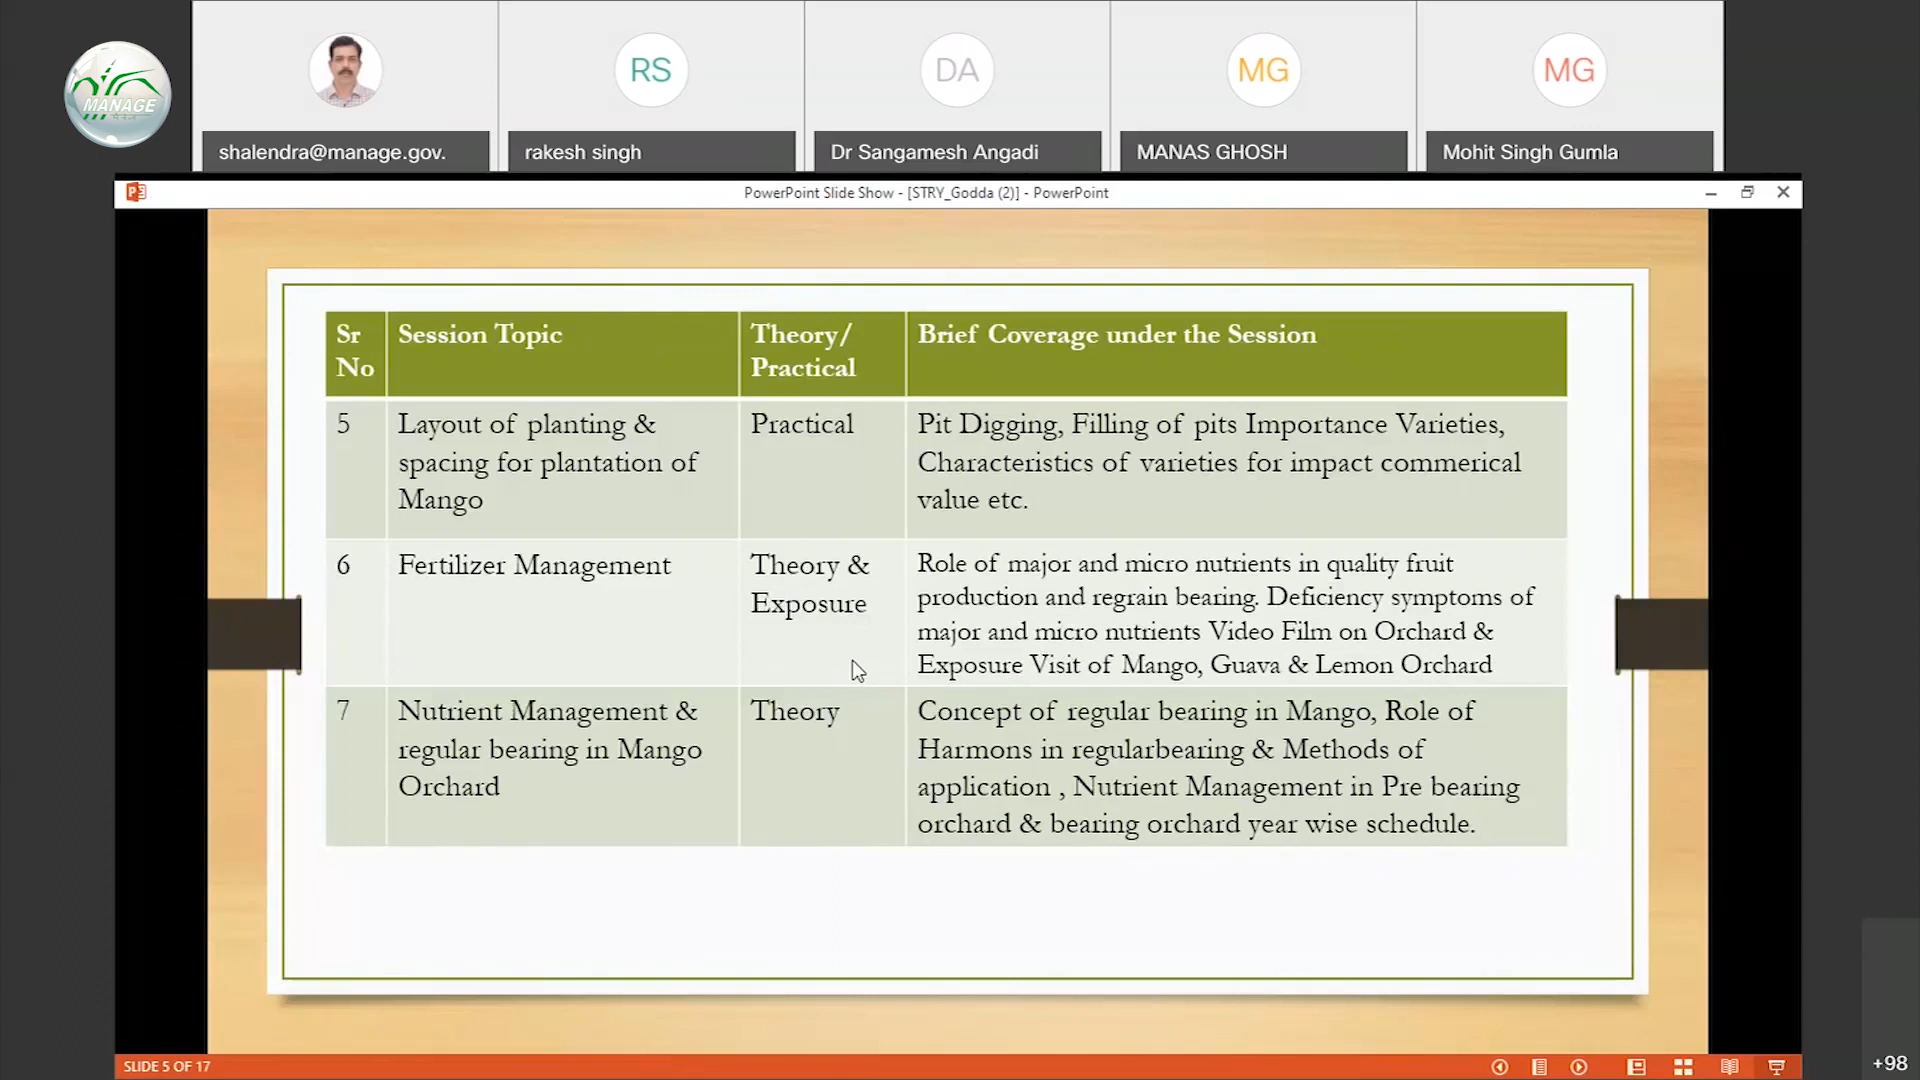 MANAGE
RS
DA
MG
MG
shalendra@manage.gov.
rakesh singh
Dr Sangamesh Angadi
MANAS GHOSH
Mohit Singh Gumla
PowerPoint Slide Show - [STRY_Godda (2)] - PowerPoint
Sr No
Session Topic
Theory/
Practical
Brief Coverage under the Session
5
Layout of planting &
spacing for plantation of
Mango
Practical
Pit Digging, Filling of pits Importance Varieties,
Characteristics of varieties for impact commerical
value etc.
6
Fertilizer Management
Theory &
Exposure
Role of major and micro nutrients in quality fruit
production and regrain bearing. Deficiency symptoms of
major and micro nutrients Video Film on Orchard &
Exposure Visit of Mango, Guava & Lemon Orchard
7
Nutrient Management &
regular bearing in Mango
Orchard
Theory
Concept of regular bearing in Mango, Role of
Harmons in regularbearing & Methods of
application , Nutrient Management in Pre bearing
orchard & bearing orchard year wise schedule.
SLIDE 5 OF 17
+98